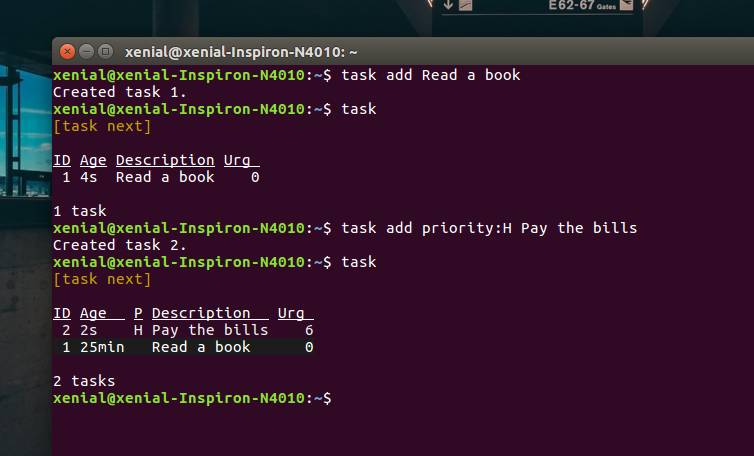 E62-67 Gates
xenial@xenial-Inspiron-N4010: ~
xenial@xenial-Inspiron-N4010:~$ task add Read a book
Created task 1.
xenial@xenial-Inspiron-N4010:~$ task
[task next]
ID Age Description Urg
1 4s Read a book 0
1 task
xenial@xenial-Inspiron-N4010:~$ task add priority:H Pay the bills
Created task 2.
xenial@xenial-Inspiron-N4010:~$ task
[task next]
ID Age P Description Urg
2 2s H Pay the bills 6
1 25min Read a book 0
2 tasks
xenial@xenial-Inspiron-N4010:~$